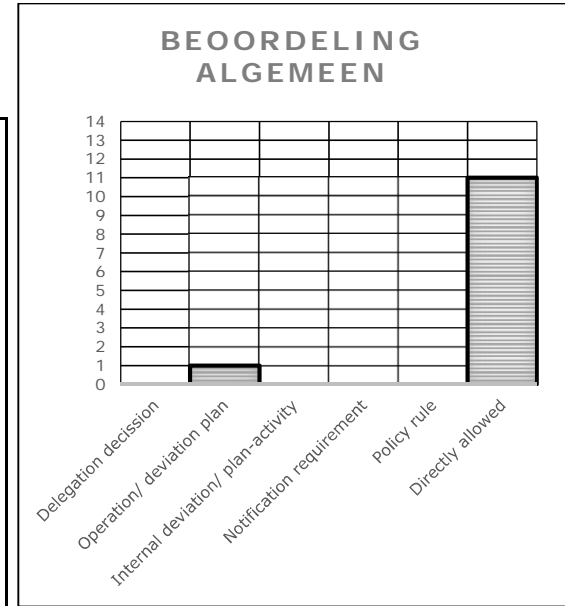 BEOORDELING
ALGEMEEN
14
13
12
11
10
9
8
7
6
5
4
3
2
1
0
Delegation decission
Operation/ deviation plan
Internal deviation/ plan-activity
Notification requirement
Policy rule
Directly allowed